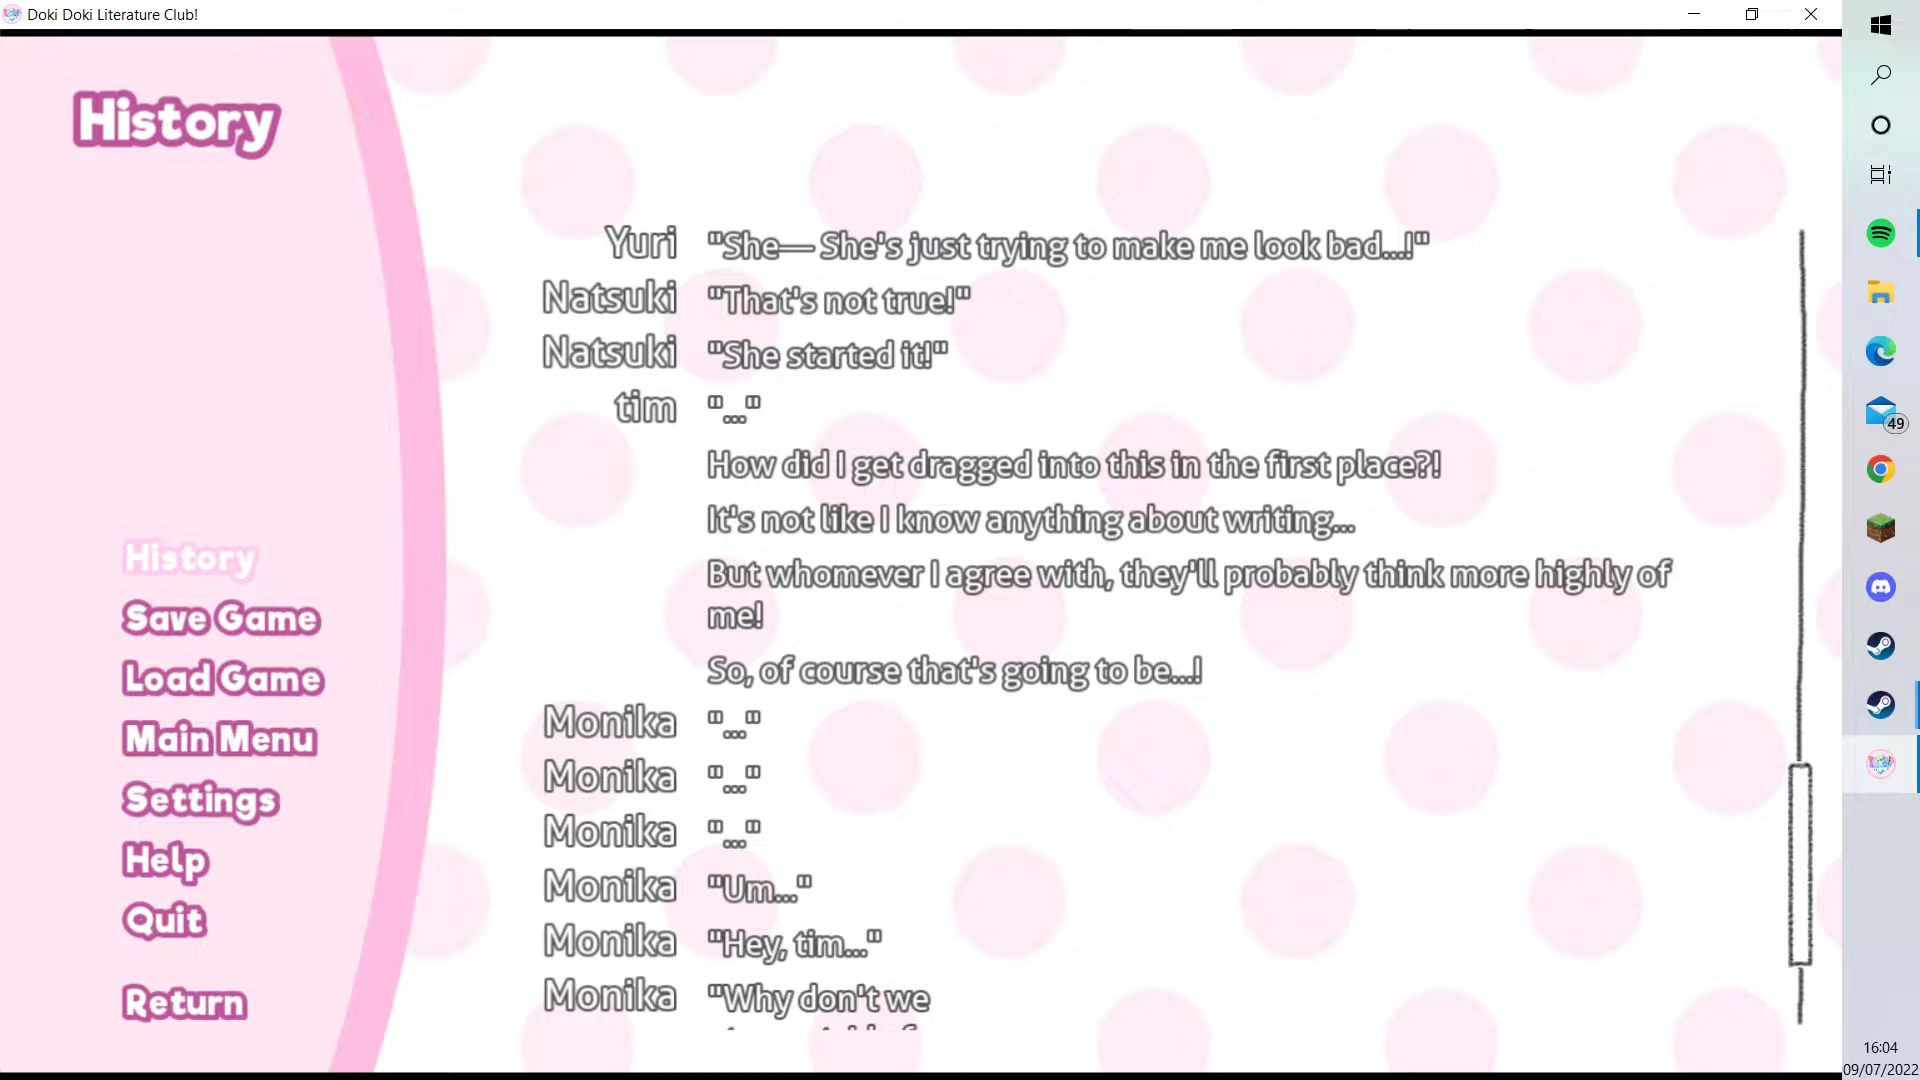 Doki Doki Literature Club!
History
Yuri "She— She's just trying to make me look bad...!"
Natsuki "That's not true!"
Natsuki "She started it!"
tim "..."
How did I get dragged into this in the first place?!
It's not like I know anything about writing...
But whomever I agree with, they'll probably think more highly of
me!
So, of course that's going to be...!
Monika "..."
Monika "..."
Monika "..."
Monika "Um..."
Monika "Hey, tim..."
Monika "Why don't we
History
Save Game
Load Game
Main Menu
Settings
Help
Quit
Return
49
16:04
09/07/2022